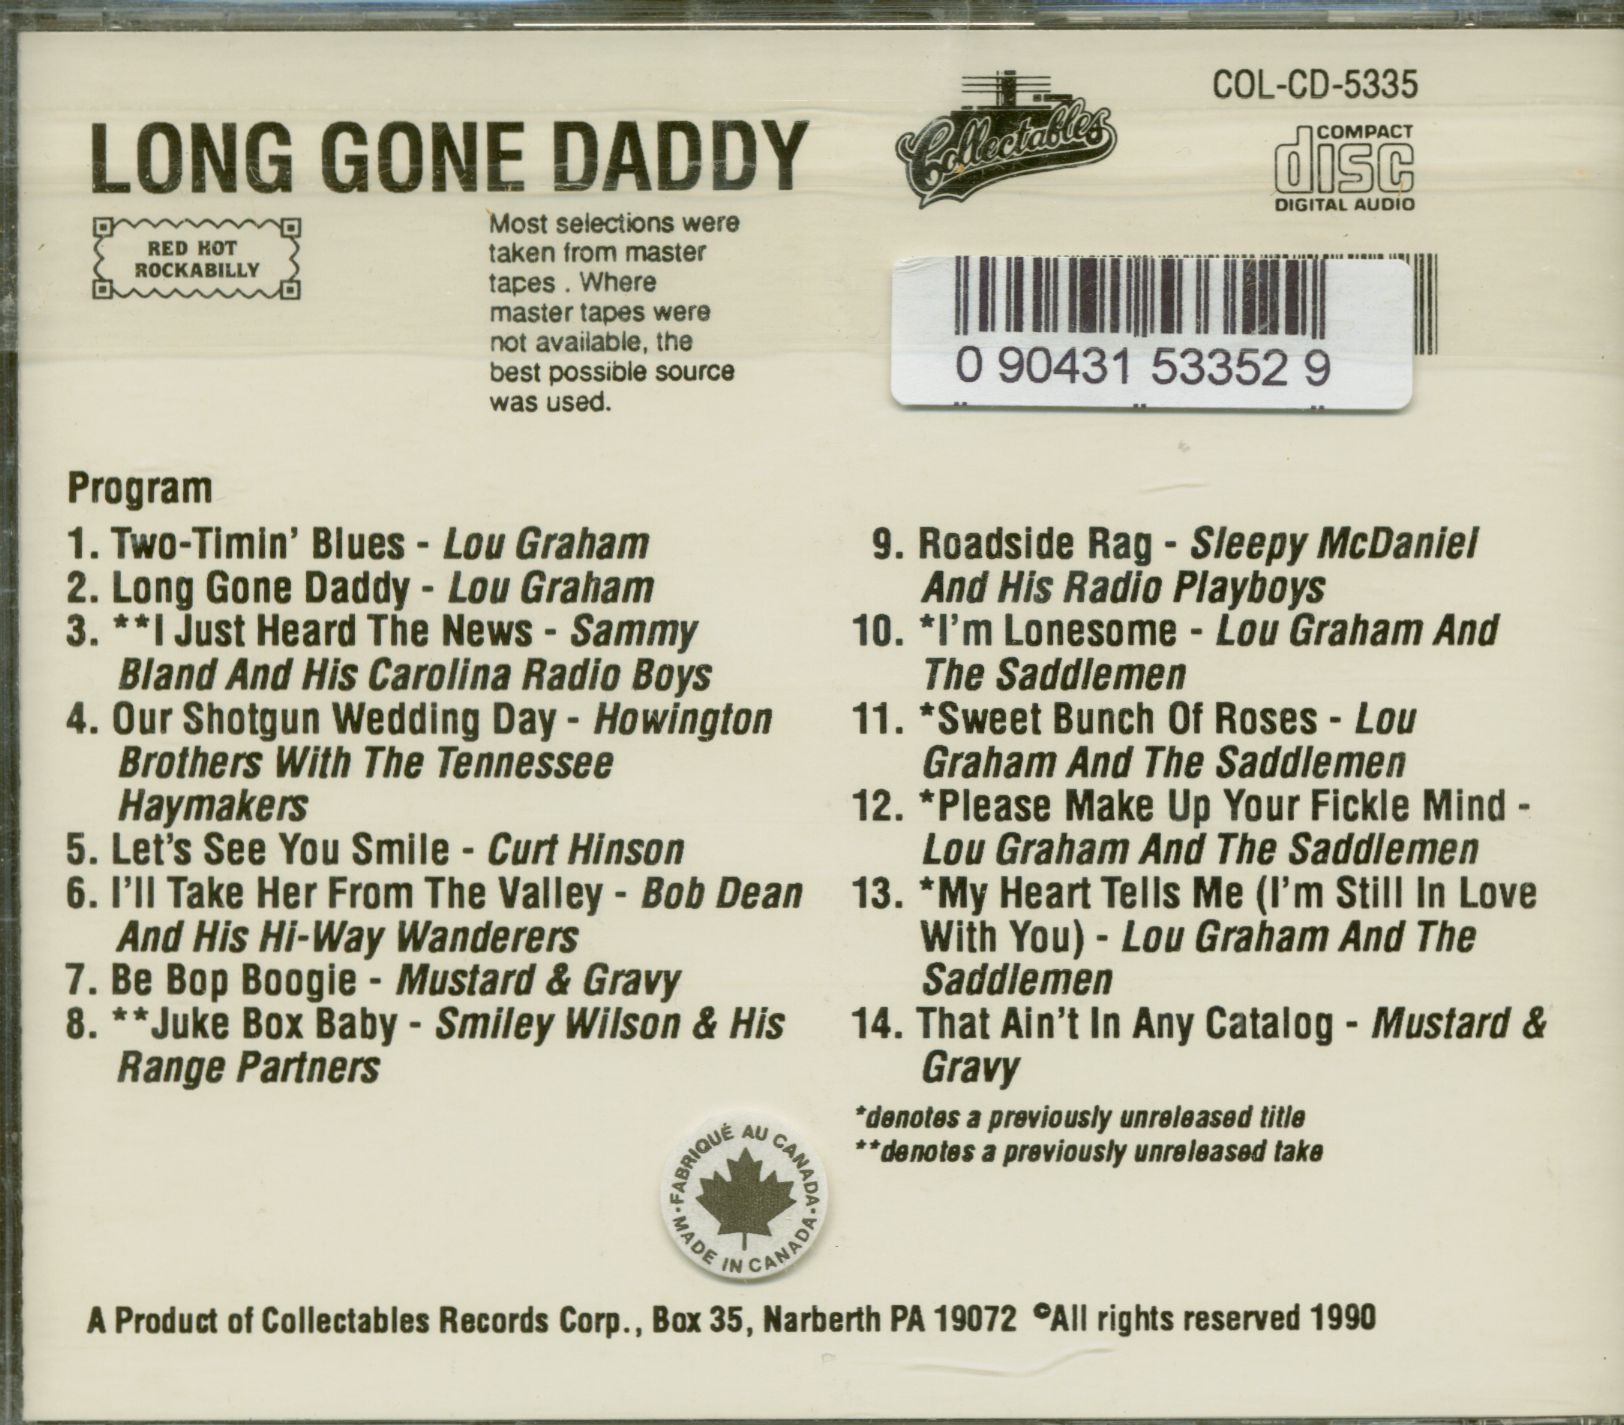 COL-CD-5335
Collectables
LONG GONE DADDY
COMPACT
disc
DIGITAL AUDIO
RED HOT
ROCKABILLY
Most selections were
taken from master
tapes . Where
master tapes were
not available, the
best possible source
was used.
0 90431 53352 9
Program
1. Two-Timin' Blues - Lou Graham
2. Long Gone Daddy - Lou Graham
3. **I Just Heard The News - Sammy
Bland And His Carolina Radio Boys
4. Our Shotgun Wedding Day - Howington
Brothers With The Tennessee
Haymakers
5. Let's See You Smile - Curt Hinson
6. I'll Take Her From The Valley - Bob Dean
And His Hi-Way Wanderers
7. Be Bop Boogie - Mustard & Gravy
8. **Juke Box Baby - Smiley Wilson & His
Range Partners
9. Roadside Rag - Sleepy McDaniel
And His Radio Playboys
10. *I'm Lonesome - Lou Graham And
The Saddlemen
11. *Sweet Bunch Of Roses - Lou
Graham And The Saddlemen
12. *Please Make Up Your Fickle Mind -
Lou Graham And The Saddlemen
13. *My Heart Tells Me (I'm Still In Love
With You) - Lou Graham And The
Saddlemen
14. That Ain't In Any Catalog - Mustard &
Gravy
*denotes a previously unreleased title
**denotes a previously unreleased take
FABRIQUÉ AU CANADA
MADE IN CANADA
A Product of Collectables Records Corp., Box 35, Narberth PA 19072 ©All rights reserved 1990